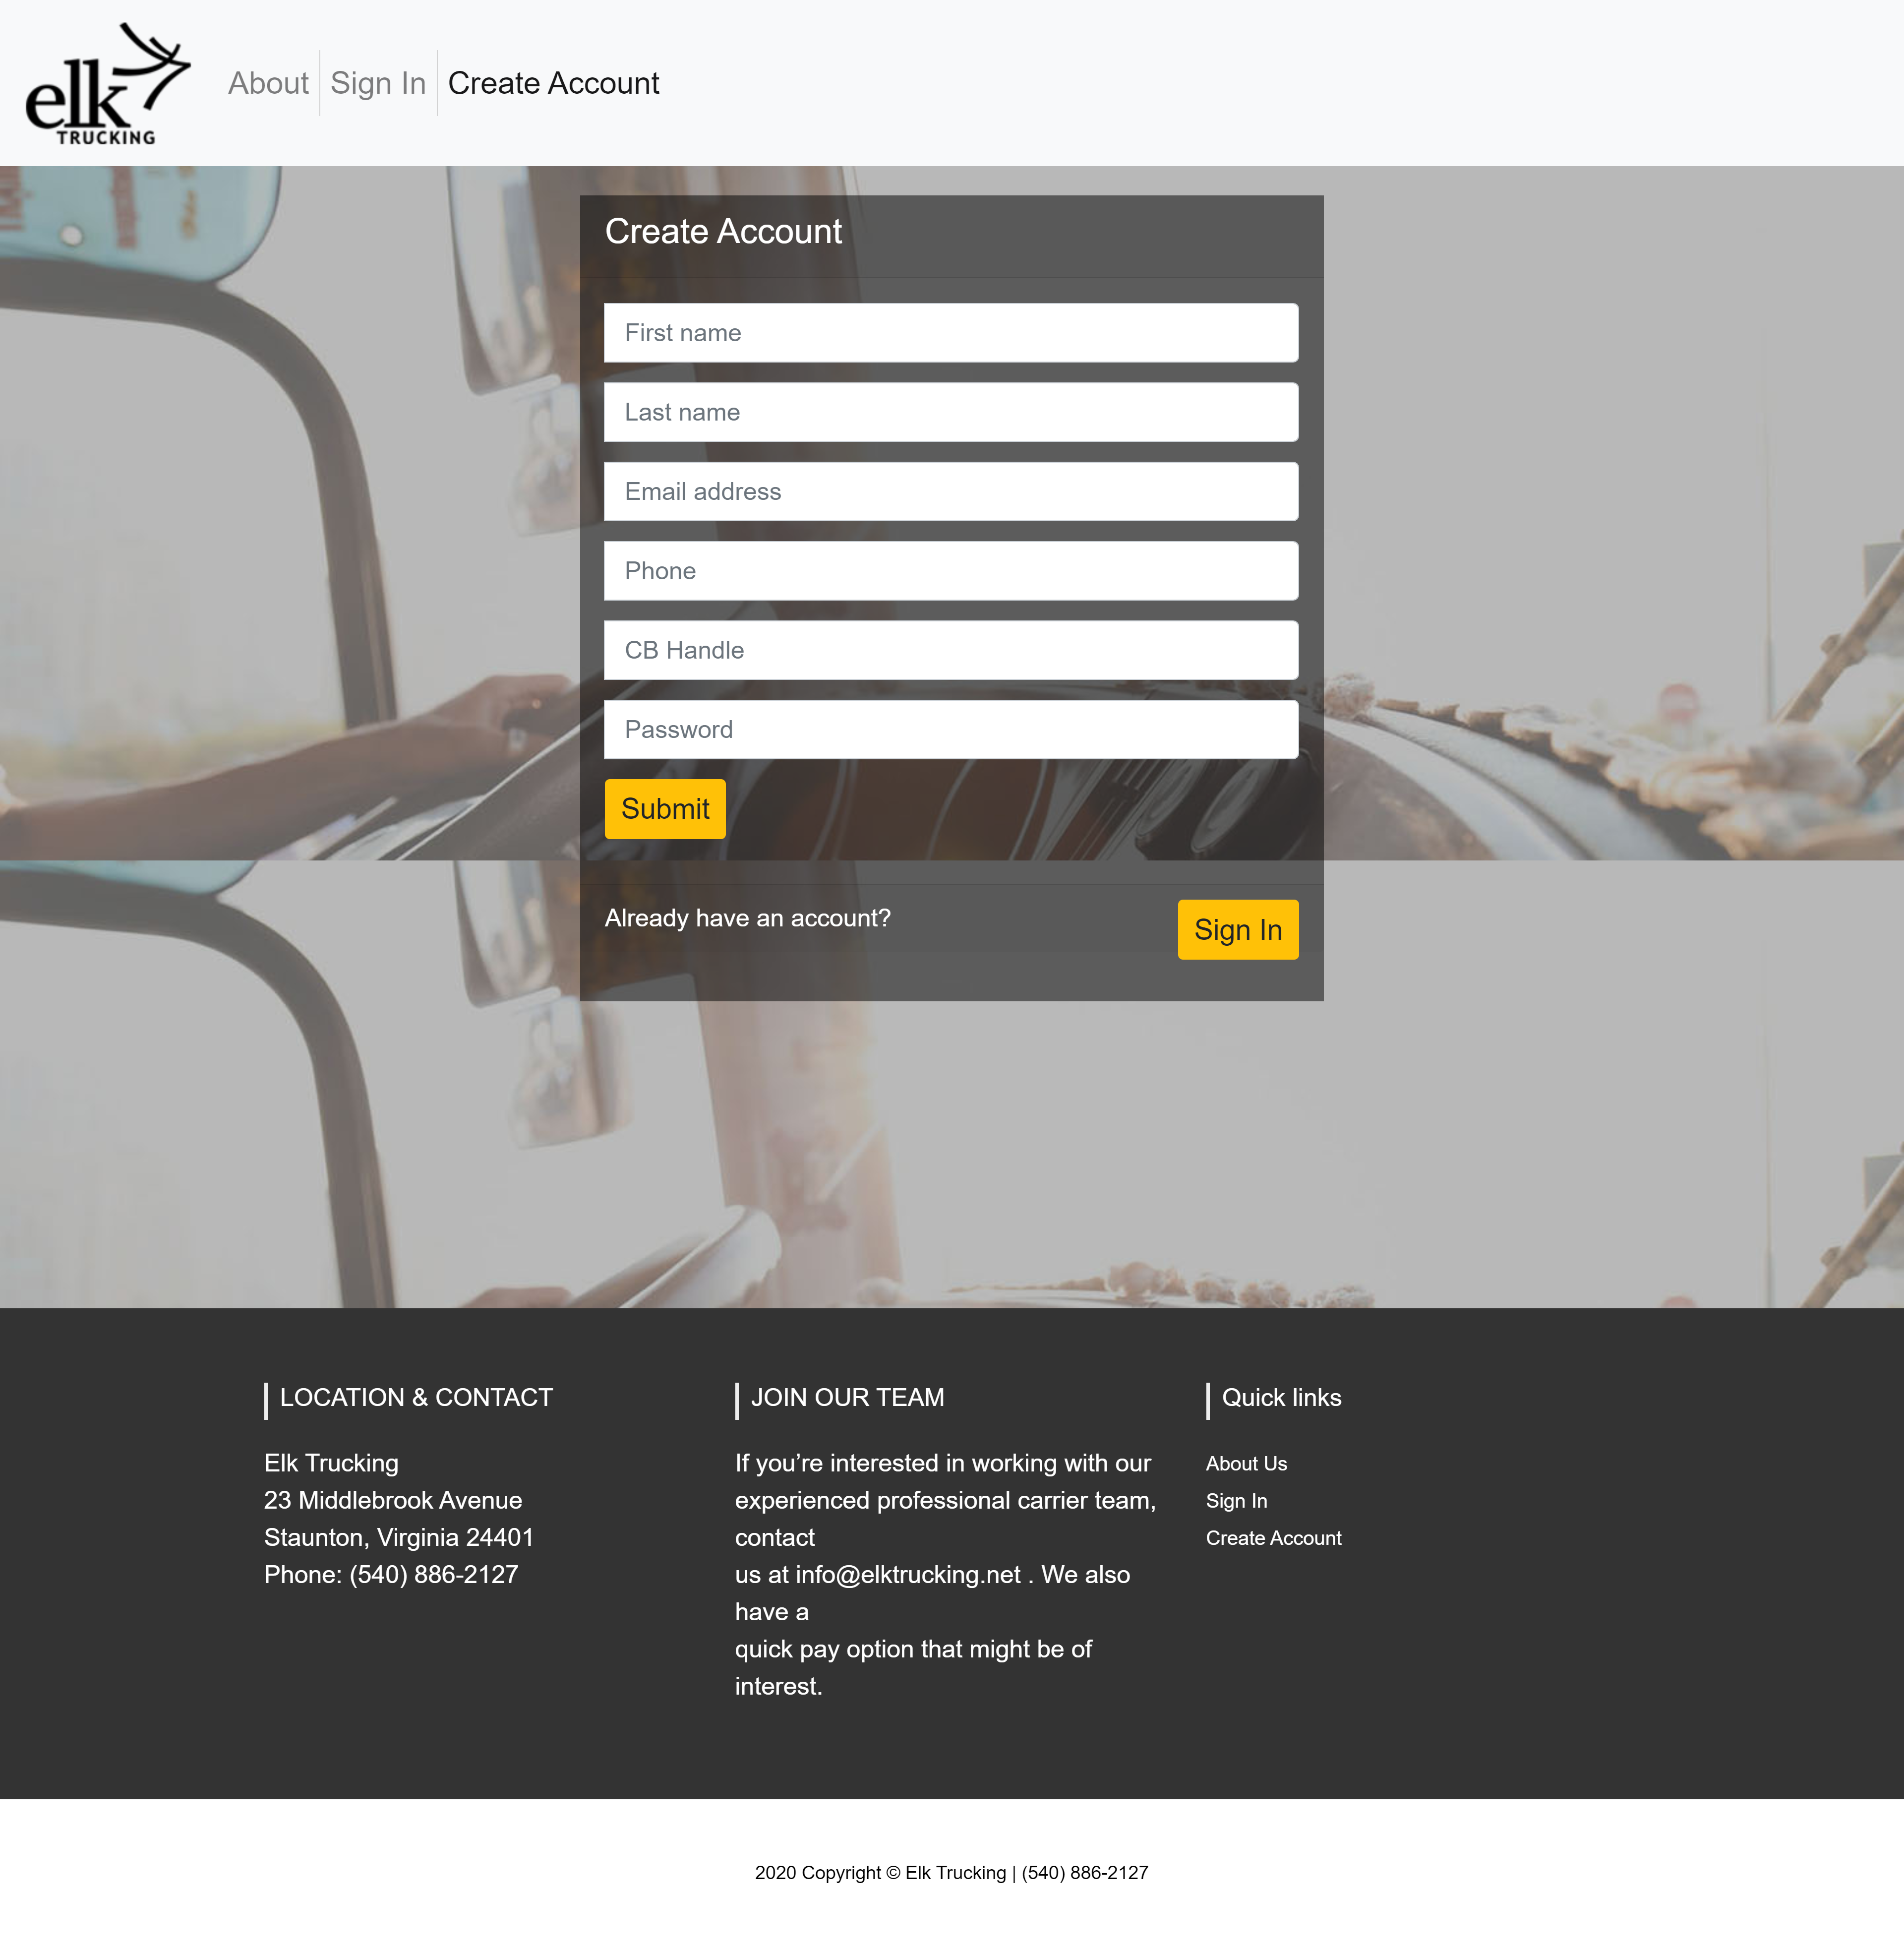 elk
TRUCKING
About
Sign In
Create Account
Create Account
First name
Last name
Email address
Phone
CB Handle
Password
Submit
Already have an account?
Sign In
LOCATION & CONTACT
Elk Trucking
23 Middlebrook Avenue
Staunton, Virginia 24401
Phone: (540) 886-2127
JOIN OUR TEAM
If you’re interested in working with our
experienced professional carrier team,
contact
us at info@elktrucking.net . We also
have a
quick pay option that might be of
interest.
Quick links
About Us
Sign In
Create Account
2020 Copyright © Elk Trucking | (540) 886-2127